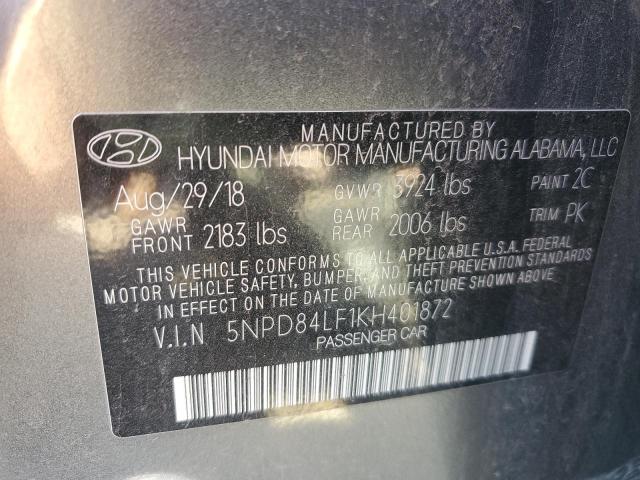 MANUFACTURED BY
HYUNDAI MOTOR MANUFACTURING ALABAMA, LLC
Aug/29/18 GVWR 3924 lbs PAINT 2C
GAWR FRONT 2183 lbs GAWR REAR 2006 lbs TRIM PK
THIS VEHICLE CONFORMS TO ALL APPLICABLE U.S.A. FEDERAL
MOTOR VEHICLE SAFETY, BUMPER, AND THEFT PREVENTION STANDARDS
IN EFFECT ON THE DATE OF MANUFACTURE SHOWN ABOVE
V.I.N 5NPD84LF1KH401872
PASSENGER CAR